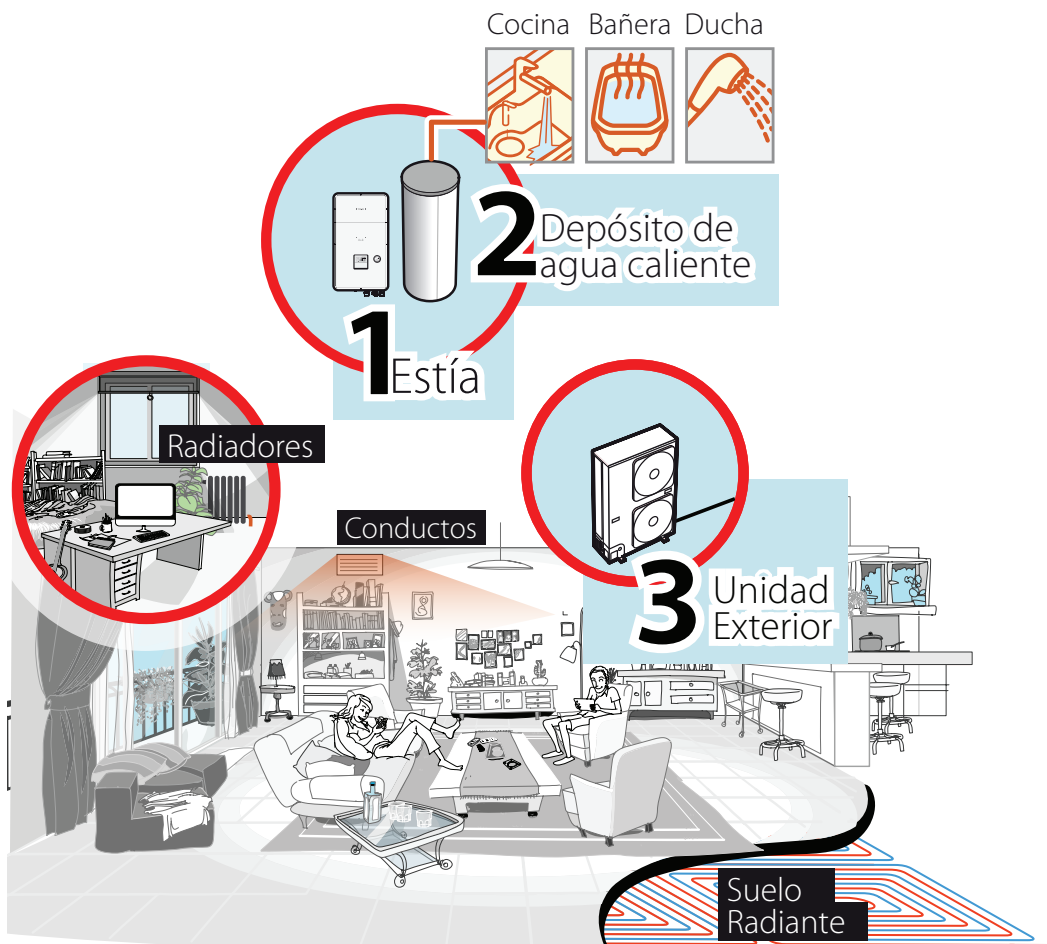 Cocina Bañera Ducha
2 Depósito de
agua caliente
1 Estía
Radiadores
Conductos
3 Unidad
Exterior
Suelo
Radiante